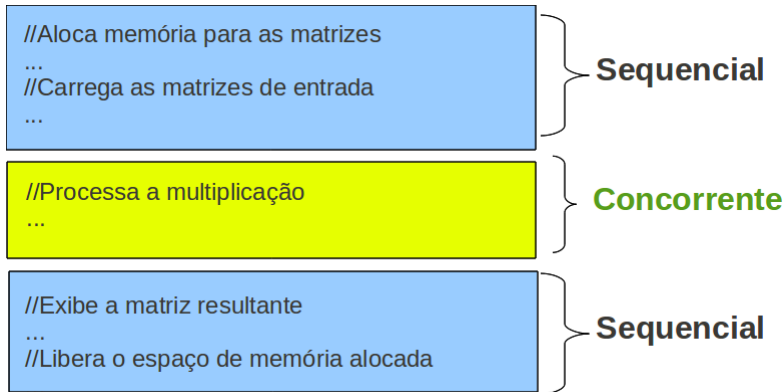 //Aloca memória para as matrizes
...
//Carrega as matrizes de entrada
...
Sequencial
//Processa a multiplicação
...
Concorrente
//Exibe a matriz resultante
...
//Libera o espaço de memória alocada
Sequencial